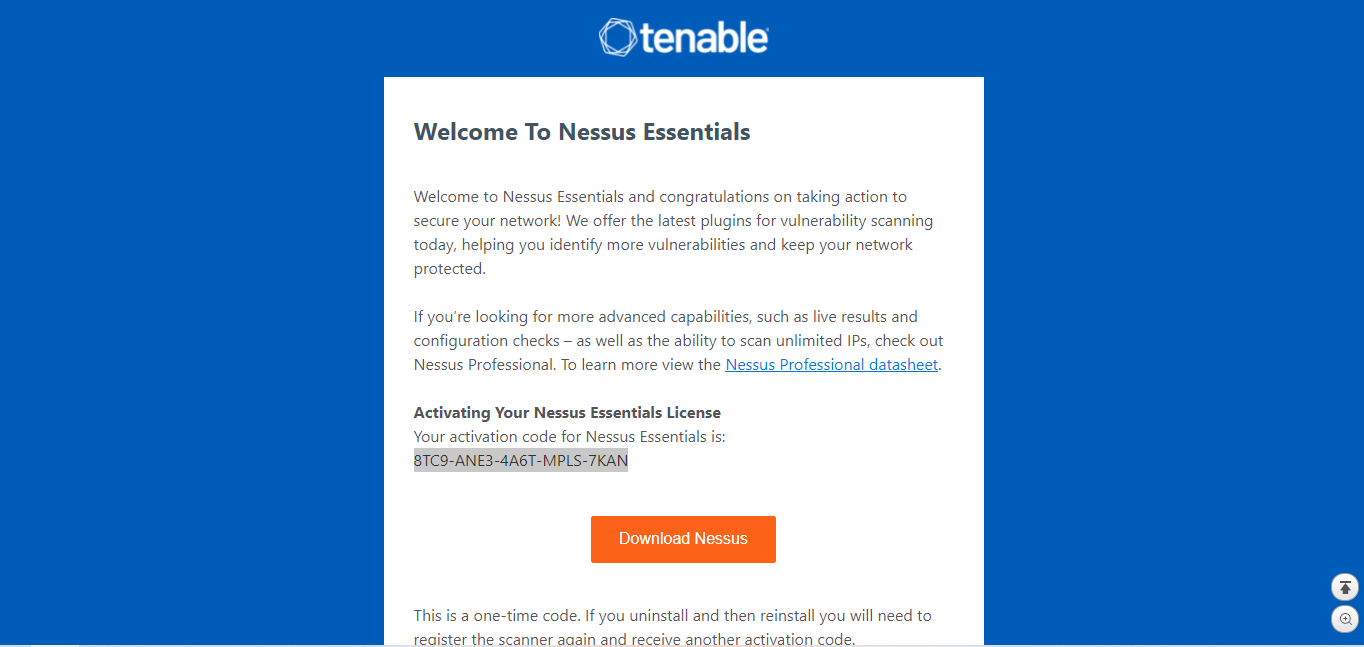 tenable
Welcome To Nessus Essentials
Welcome to Nessus Essentials and congratulations on taking action to
secure your network! We offer the latest plugins for vulnerability scanning
today, helping you identify more vulnerabilities and keep your network
protected.
If you're looking for more advanced capabilities, such as live results and
configuration checks – as well as the ability to scan unlimited IPs, check out
Nessus Professional. To learn more view the Nessus Professional datasheet.
Activating Your Nessus Essentials License
Your activation code for Nessus Essentials is:
8TC9-ANE3-4A6T-MPLS-7KAN
Download Nessus
This is a one-time code. If you uninstall and then reinstall you will need to
register the scanner again and receive another activation code.